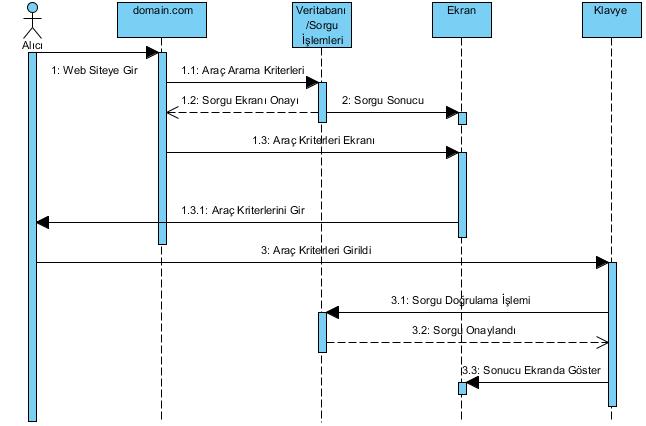 domain.com
Veritabanı
/Sorgu
İşlemleri
Ekran
Klavye
Alıcı
1: Web Siteye Gir
1.1: Araç Arama Kriterleri
1.2: Sorgu Ekranı Onayı
2: Sorgu Sonucu
1.3: Araç Kriterleri Ekranı
1.3.1: Araç Kriterlerini Gir
3: Araç Kriterleri Girildi
3.1: Sorgu Doğrulama İşlemi
3.2: Sorgu Onaylandı
3.3: Sonucu Ekranda Göster